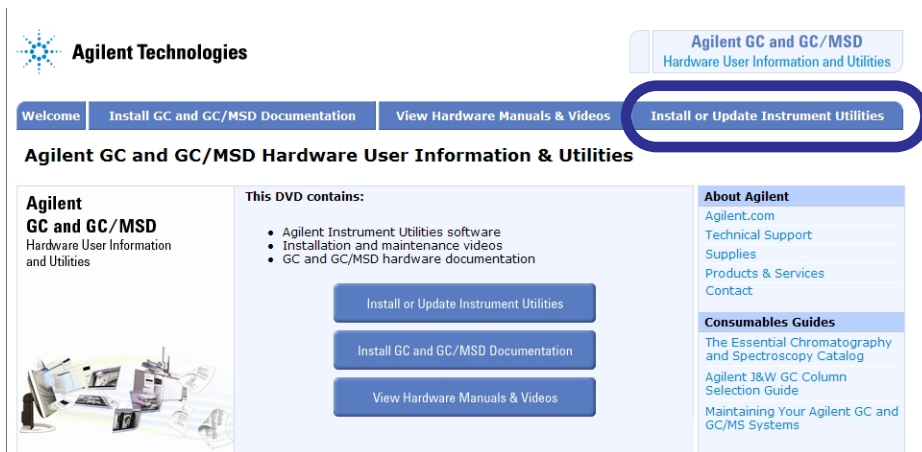 Agilent Technologies
Agilent GC and GC/MSD
Hardware User Information and Utilities
Welcome
Install GC and GC/MSD Documentation
View Hardware Manuals & Videos
Install or Update Instrument Utilities
Agilent GC and GC/MSD Hardware User Information & Utilities
Agilent
GC and GC/MSD
Hardware User Information
and Utilities
This DVD contains:
• Agilent Instrument Utilities software
• Installation and maintenance videos
• GC and GC/MSD hardware documentation
Install or Update Instrument Utilities
Install GC and GC/MSD Documentation
View Hardware Manuals & Videos
About Agilent
Agilent.com
Technical Support
Supplies
Products & Services
Contact
Consumables Guides
The Essential Chromatography
and Spectroscopy Catalog
Agilent J&W GC Column
Selection Guide
Maintaining Your Agilent GC and
GC/MS Systems